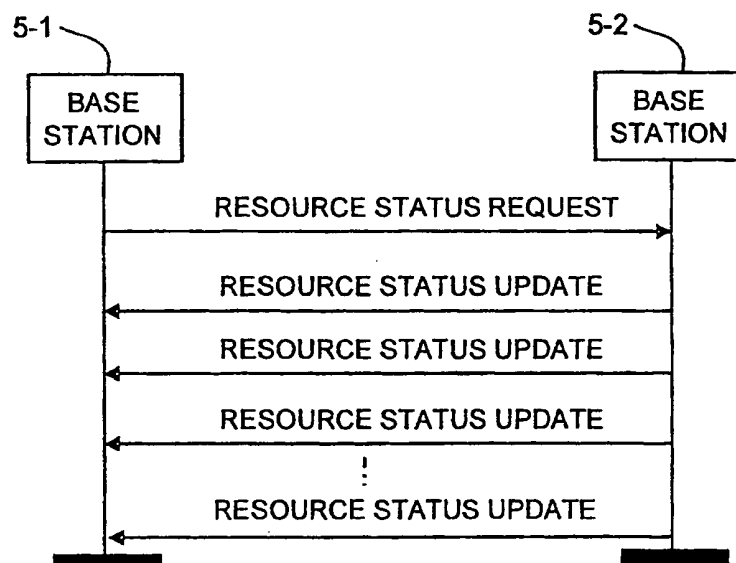 5-1
5-2
BASE
STATION
BASE
STATION
RESOURCE STATUS REQUEST
RESOURCE STATUS UPDATE
RESOURCE STATUS UPDATE
RESOURCE STATUS UPDATE
RESOURCE STATUS UPDATE